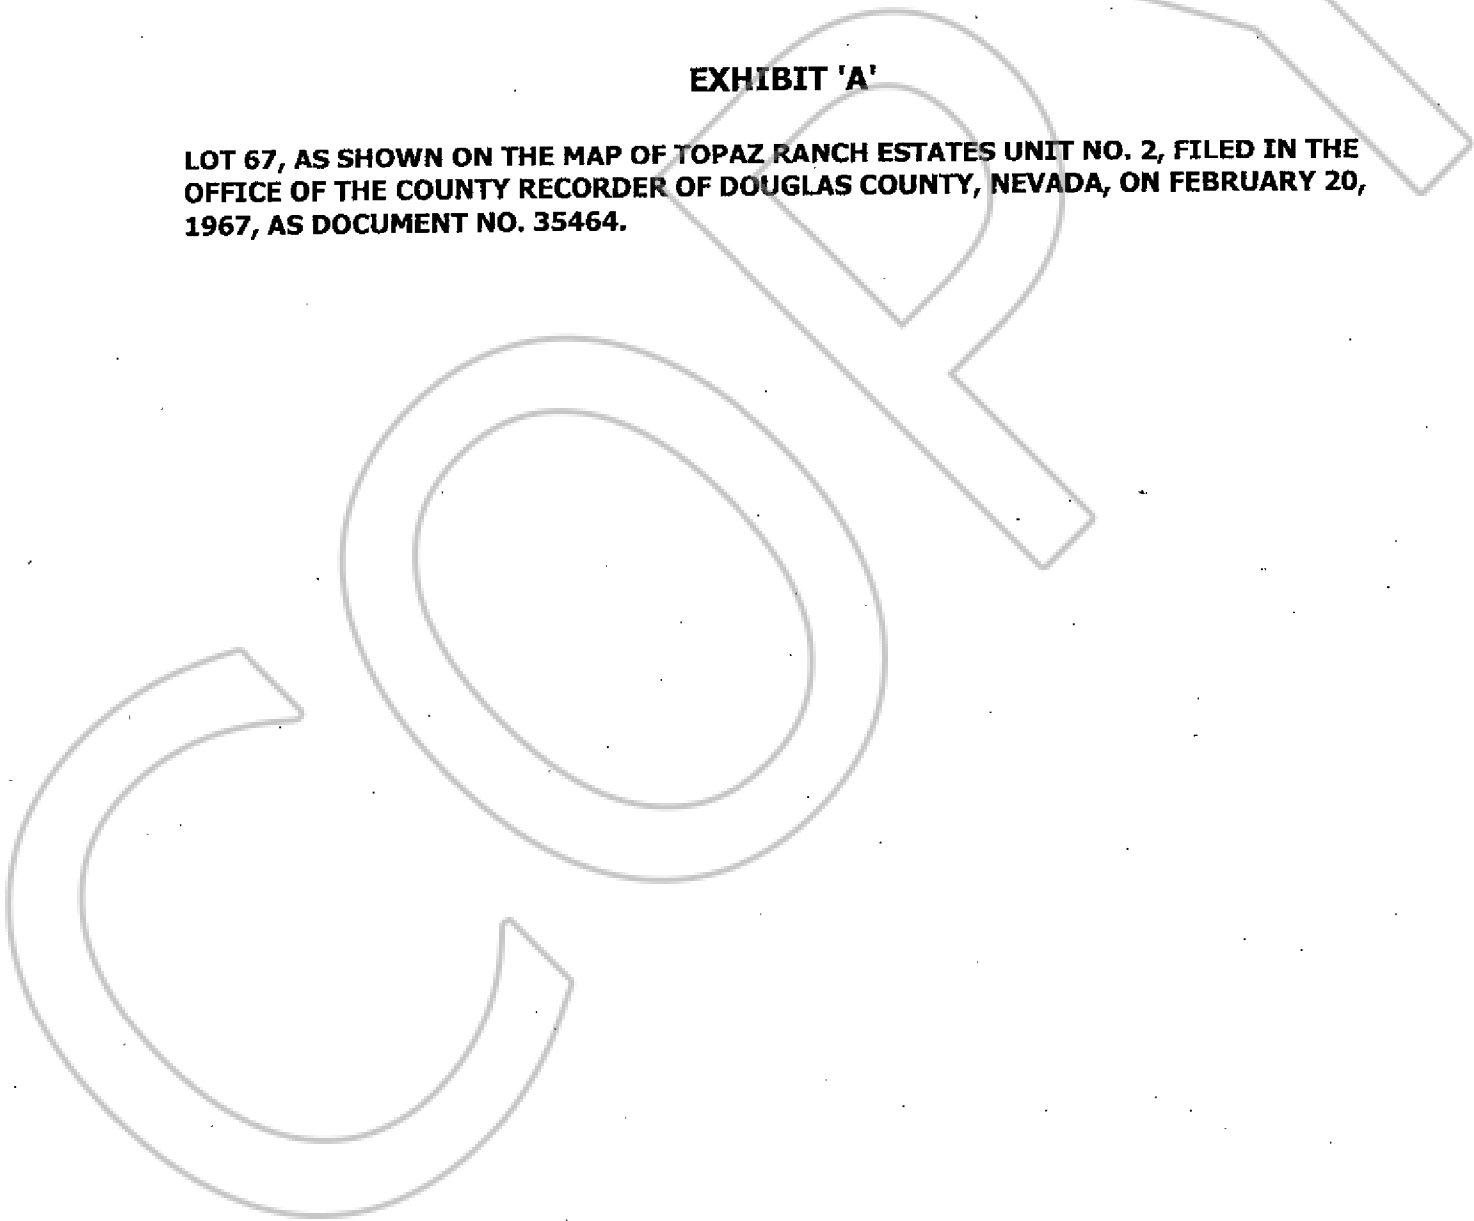 EXHIBIT 'A'
LOT 67, AS SHOWN ON THE MAP OF TOPAZ RANCH ESTATES UNIT NO. 2, FILED IN THE
OFFICE OF THE COUNTY RECORDER OF DOUGLAS COUNTY, NEVADA, ON FEBRUARY 20,
1967, AS DOCUMENT NO. 35464.
COPY